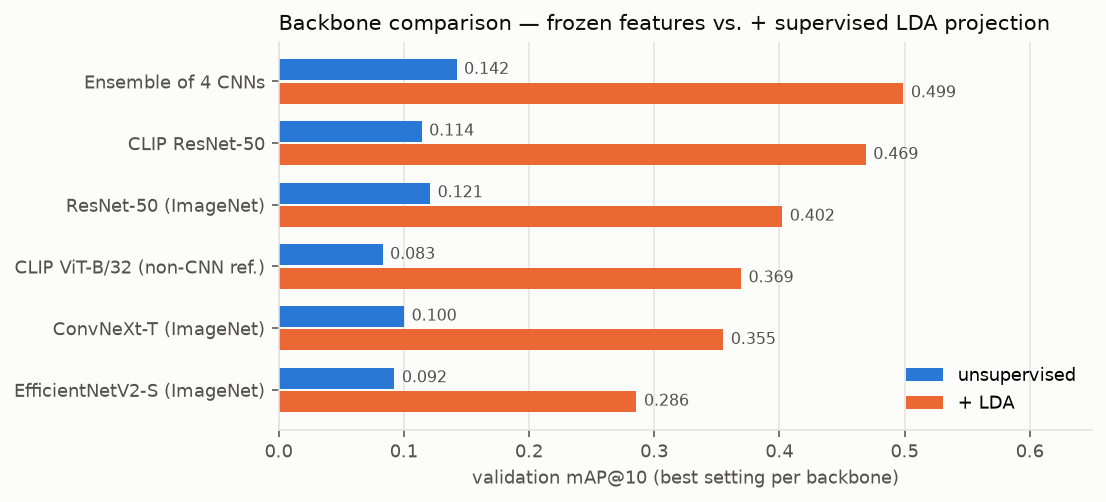 Backbone comparison — frozen features vs. + supervised LDA projection
Ensemble of 4 CNNs
0.142
0.499
CLIP ResNet-50
0.114
0.469
ResNet-50 (ImageNet)
0.121
0.402
CLIP ViT-B/32 (non-CNN ref.)
0.083
0.369
ConvNeXt-T (ImageNet)
0.100
0.355
EfficientNetV2-S (ImageNet)
0.092
0.286
unsupervised
+ LDA
0.0 0.1 0.2 0.3 0.4 0.5 0.6
validation mAP@10 (best setting per backbone)